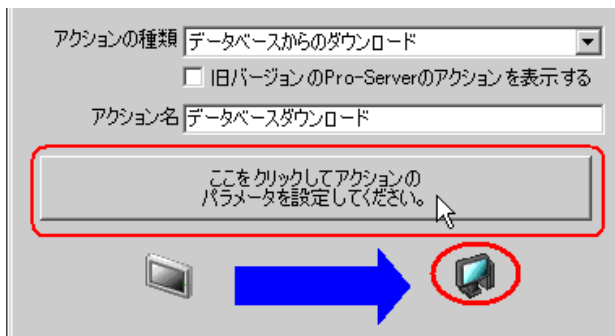 アクションの種類 データベースからのダウンロード
旧バージョンのPro-Serverのアクションを表示する
アクション名 データベースダウンロード
ここをクリックしてアクションの
パラメータを設定してください。